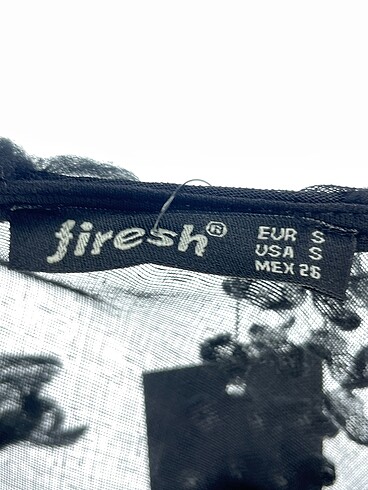 firesh®
EUR S
USA S
MEX 26